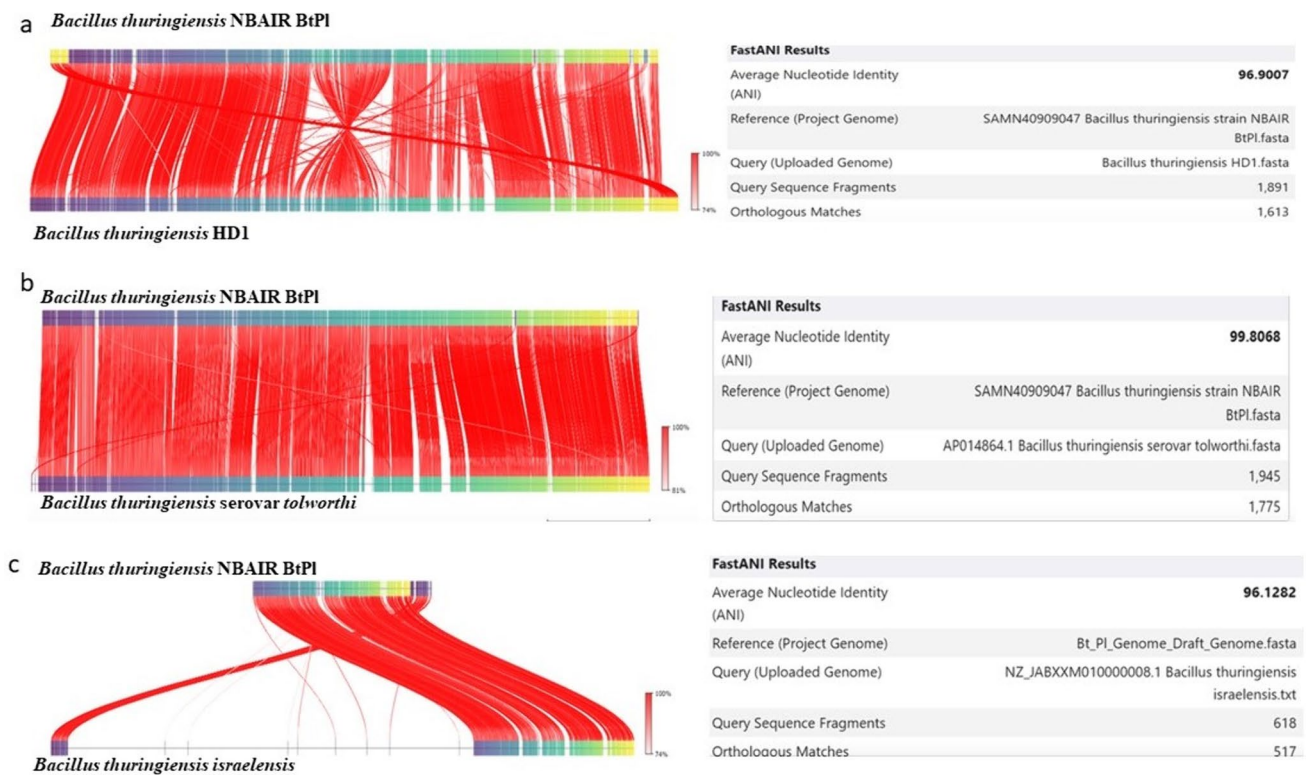 a
Bacillus thuringiensis NBAIR BtPl
100%
74%
Bacillus thuringiensis HD1
FastANI Results
Average Nucleotide Identity 96.9007
(ANI)
Reference (Project Genome) SAMN40909047 Bacillus thuringiensis strain NBAIR
BtPl.fasta
Query (Uploaded Genome) Bacillus thuringiensis HD1.fasta
Query Sequence Fragments 1,891
Orthologous Matches 1,613
b
Bacillus thuringiensis NBAIR BtPl
100%
81%
Bacillus thuringiensis serovar tolworthi
FastANI Results
Average Nucleotide Identity 99.8068
(ANI)
Reference (Project Genome) SAMN40909047 Bacillus thuringiensis strain NBAIR
BtPl.fasta
Query (Uploaded Genome) AP014864.1 Bacillus thuringiensis serovar tolworthi.fasta
Query Sequence Fragments 1,945
Orthologous Matches 1,775
c
Bacillus thuringiensis NBAIR BtPl
100%
74%
Bacillus thuringiensis israelensis
FastANI Results
Average Nucleotide Identity 96.1282
(ANI)
Reference (Project Genome) Bt_Pl_Genome_Draft_Genome.fasta
Query (Uploaded Genome) NZ_JABXXM010000008.1 Bacillus thuringiensis
israelensis.txt
Query Sequence Fragments 618
Orthologous Matches 517